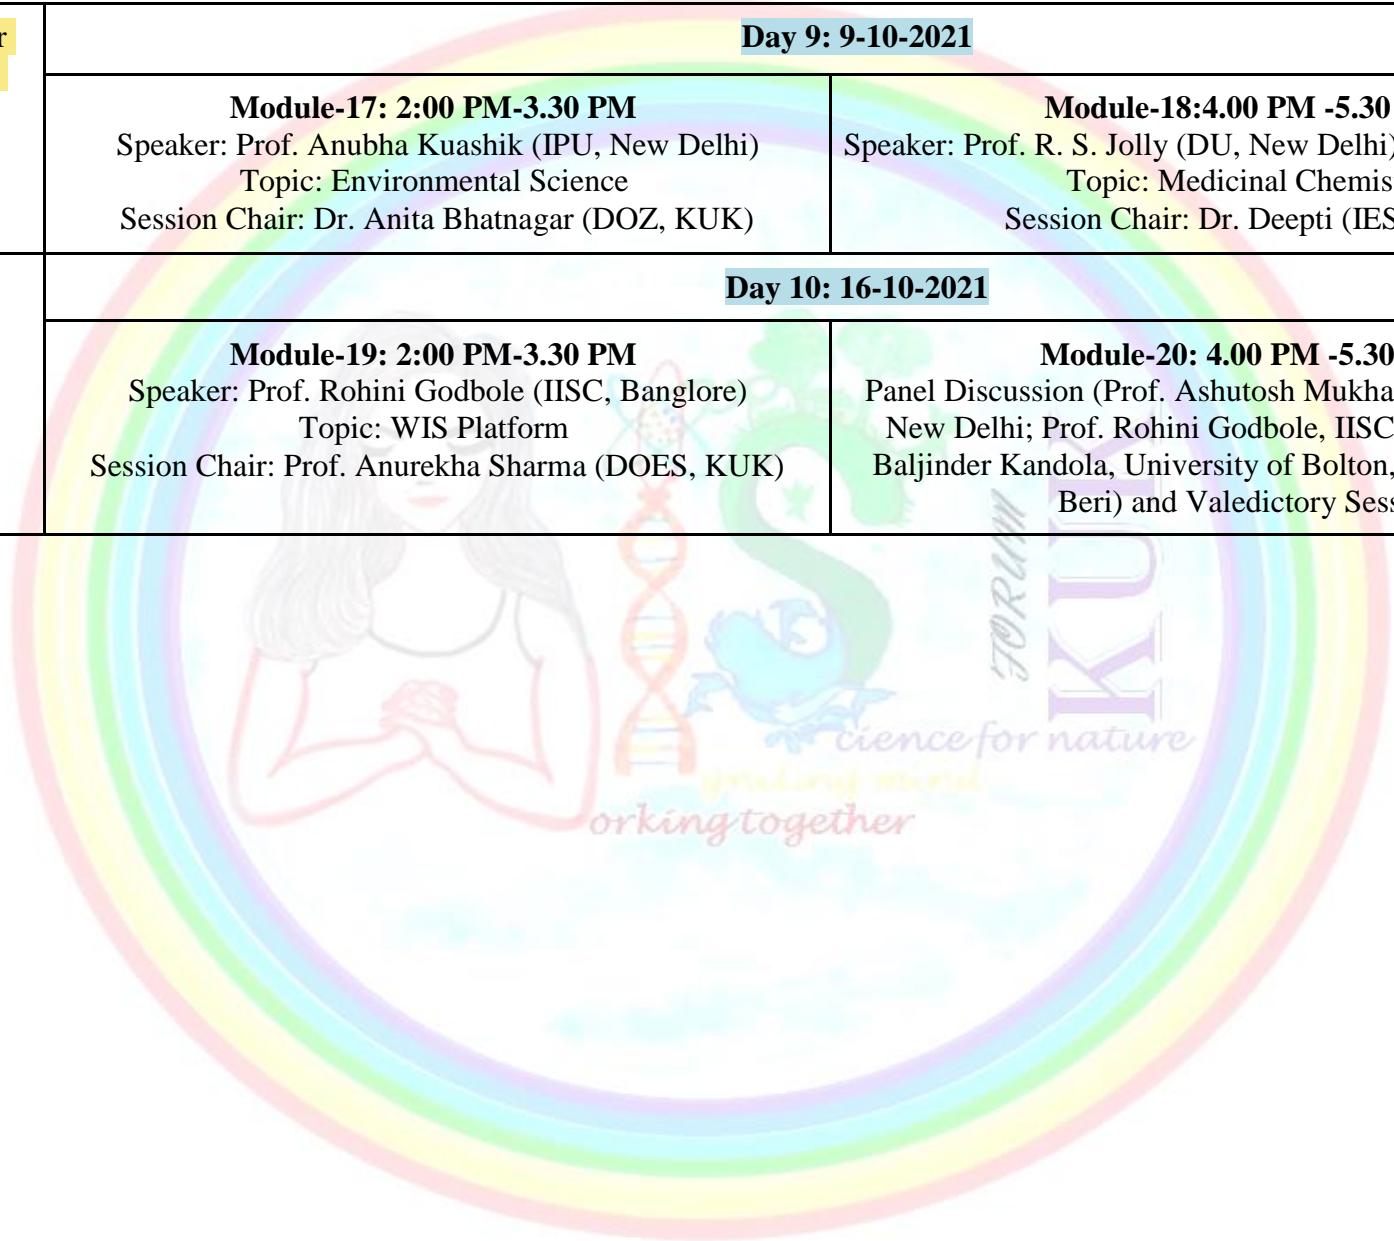 r
Day 9: 9-10-2021
Module-17: 2:00 PM-3.30 PM
Speaker: Prof. Anubha Kuashik (IPU, New Delhi)
Topic: Environmental Science
Session Chair: Dr. Anita Bhatnagar (DOZ, KUK)
Module-18:4.00 PM -5.30
Speaker: Prof. R. S. Jolly (DU, New Delhi)
Topic: Medicinal Chemis
Session Chair: Dr. Deepti (IES
Day 10: 16-10-2021
Module-19: 2:00 PM-3.30 PM
Speaker: Prof. Rohini Godbole (IISC, Banglore)
Topic: WIS Platform
Session Chair: Prof. Anurekha Sharma (DOES, KUK)
Module-20: 4.00 PM -5.30
Panel Discussion (Prof. Ashutosh Mukha
New Delhi; Prof. Rohini Godbole, IISC
Baljinder Kandola, University of Bolton,
Beri) and Valedictory Sess
FORUM
KUK
cience for nature
orking together